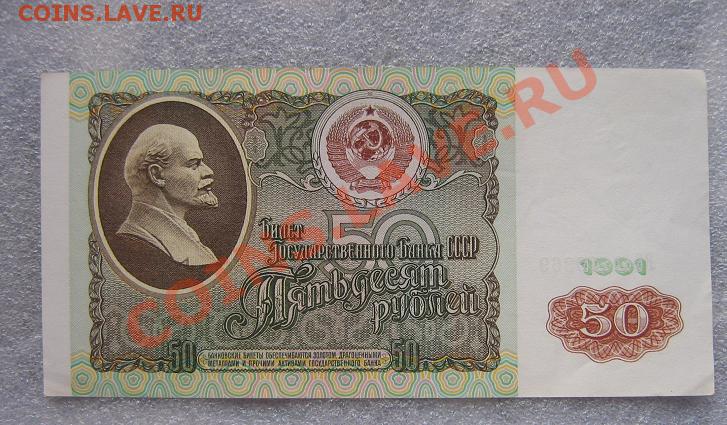 COINS.LAVE.RU
COINS.LAVE.RU
50
Билет
Государственного Банка СССР
Пятьдесят
рублей
1991
50
50
БАНКОВСКИЕ БИЛЕТЫ ОБЕСПЕЧИВАЮТСЯ ЗОЛОТОМ, ДРАГОЦЕННЫМИ
МЕТАЛЛАМИ И ПРОЧИМИ АКТИВАМИ ГОСУДАРСТВЕННОГО БАНКА
50